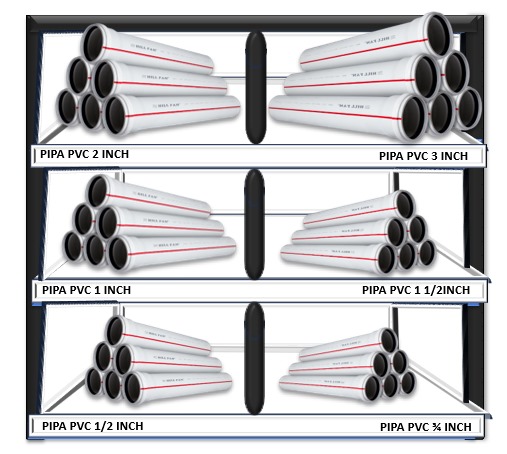 PIPA PVC 2 INCH
PIPA PVC 3 INCH
PIPA PVC 1 INCH
PIPA PVC 1 1/2INCH
PIPA PVC 1/2 INCH
PIPA PVC ¾ INCH